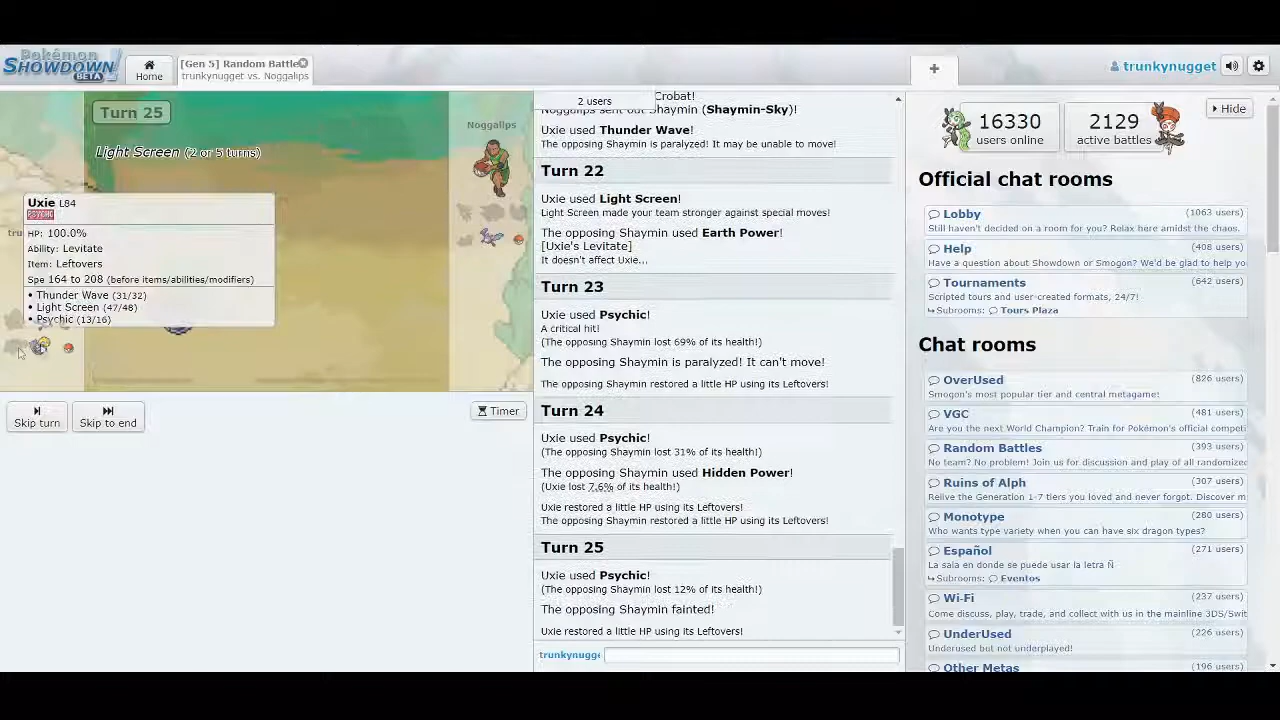 Pokémon
SHOWDOWN!
BETA
Home
[Gen 5] Random Battle
trunkynugget vs. Noggalips
+
trunkynugget
Turn 25
Light Screen (2 or 5 turns)
Noggalips
Uxie L84
PSYCHIC
HP: 100.0%
Ability: Levitate
Item: Leftovers
Spe 164 to 208 (before items/abilities/modifiers)
• Thunder Wave (31/32)
• Light Screen (47/48)
• Psychic (13/16)
tru
Skip turn
Skip to end
Timer
2 users
Crobat!
Noggalips sent out Shaymin (Shaymin-Sky)!
Uxie used Thunder Wave!
The opposing Shaymin is paralyzed! It may be unable to move!
Turn 22
Uxie used Light Screen!
Light Screen made your team stronger against special moves!
The opposing Shaymin used Earth Power!
[Uxie's Levitate]
It doesn't affect Uxie...
Turn 23
Uxie used Psychic!
A critical hit!
(The opposing Shaymin lost 69% of its health!)
The opposing Shaymin is paralyzed! It can't move!
The opposing Shaymin restored a little HP using its Leftovers!
Turn 24
Uxie used Psychic!
(The opposing Shaymin lost 31% of its health!)
The opposing Shaymin used Hidden Power!
(Uxie lost 7.6% of its health!)
Uxie restored a little HP using its Leftovers!
The opposing Shaymin restored a little HP using its Leftovers!
Turn 25
Uxie used Psychic!
(The opposing Shaymin lost 12% of its health!)
The opposing Shaymin fainted!
Uxie restored a little HP using its Leftovers!
trunkynugge
16330
users online
2129
active battles
Hide
Official chat rooms
Lobby (1063 users)
Still haven't decided on a room for you? Relax here amidst the chaos.
Help (408 users)
Have a question about Showdown or Smogon? We'd be glad to help yo
Tournaments (642 users)
Scripted tours and user-created formats, 24/7!
Subrooms: Tours Plaza
Chat rooms
OverUsed (826 users)
Smogon's most popular tier and central metagame!
VGC (481 users)
Are you the next World Champion? Train for Pokémon's official competi
Random Battles (393 users)
No team? No problem! Join us for discussion and play of all randomize
Ruins of Alph (307 users)
Relive the Generation 1-7 tiers you loved and never forgot. Discover m
Monotype (280 users)
Who wants type variety when you can have six dragon types?
Español (271 users)
La sala en donde se puede usar la letra Ñ
Subrooms: Eventos
Wi-Fi (237 users)
Come discuss, play, trade, and collect with us in the mainline 3DS/Swit
UnderUsed (226 users)
Underused but not underplayed!
Other Metas (196 users)